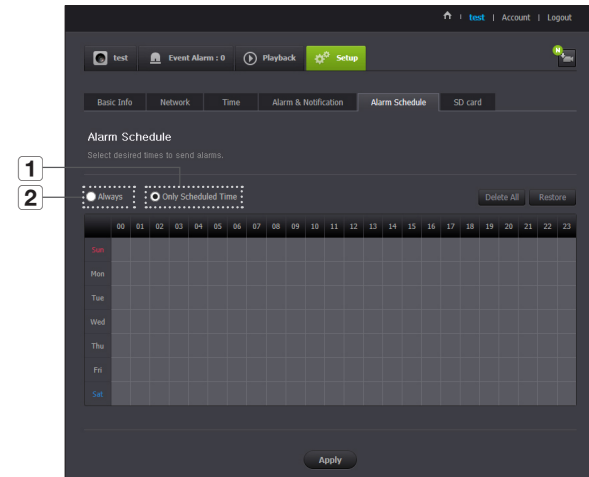 test | Account | Logout
test Event Alarm : 0 Playback Setup
N
Basic Info Network Time Alarm & Notification Alarm Schedule SD card
Alarm Schedule
Select desired times to send alarms.
1
2 Always Only Scheduled Time Delete All Restore
00 01 02 03 04 05 06 07 08 09 10 11 12 13 14 15 16 17 18 19 20 21 22 23
Sun
Mon
Tue
Wed
Thu
Fri
Sat
Apply